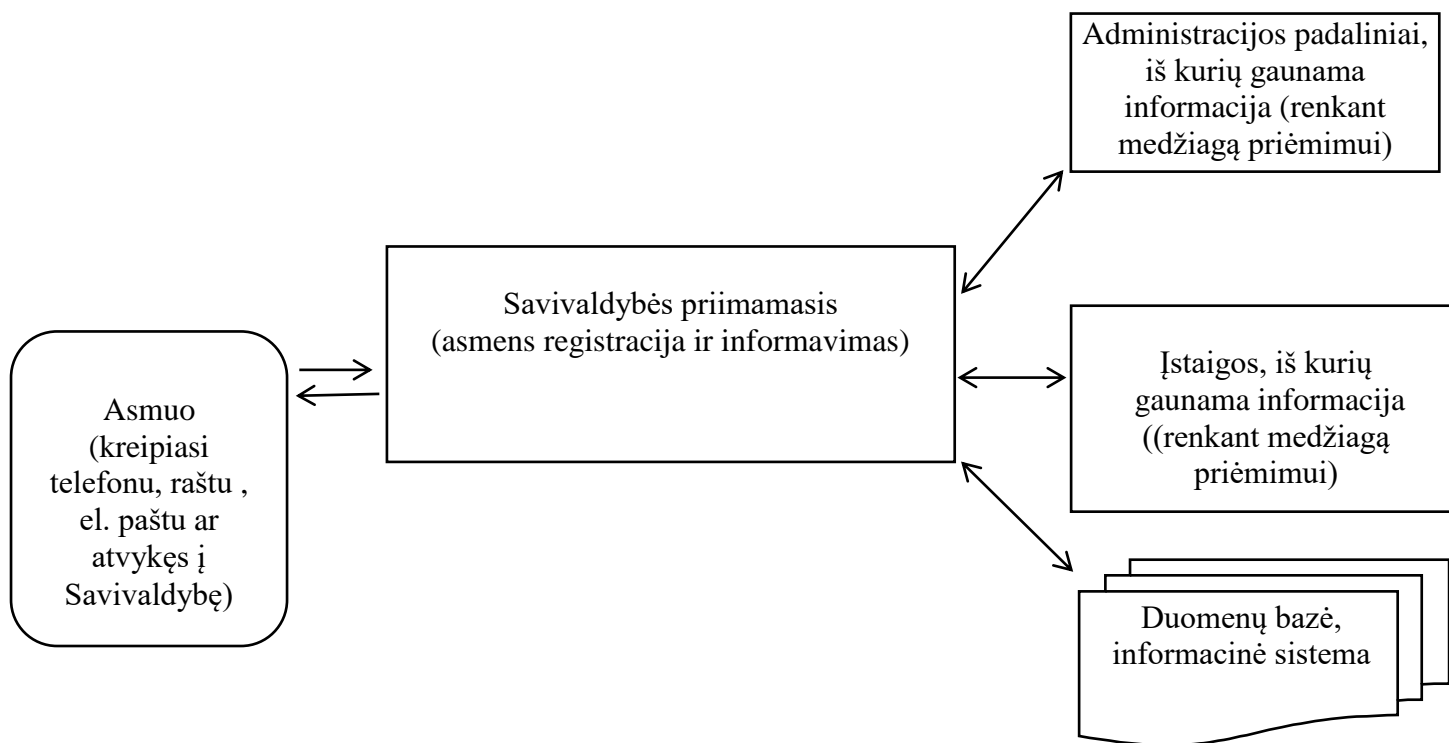 Administracijos padaliniai,
iš kurių gaunama
informacija (renkant
medžiagą priėmimui)
Savivaldybės priimamasis
(asmens registracija ir informavimas)
Asmuo
(kreipiasi
telefonu, raštu ,
el. paštu ar
atvykęs į
Savivaldybę)
Įstaigos, iš kurių
gaunama informacija
((renkant medžiagą
priėmimui)
Duomenų bazė,
informacinė sistema